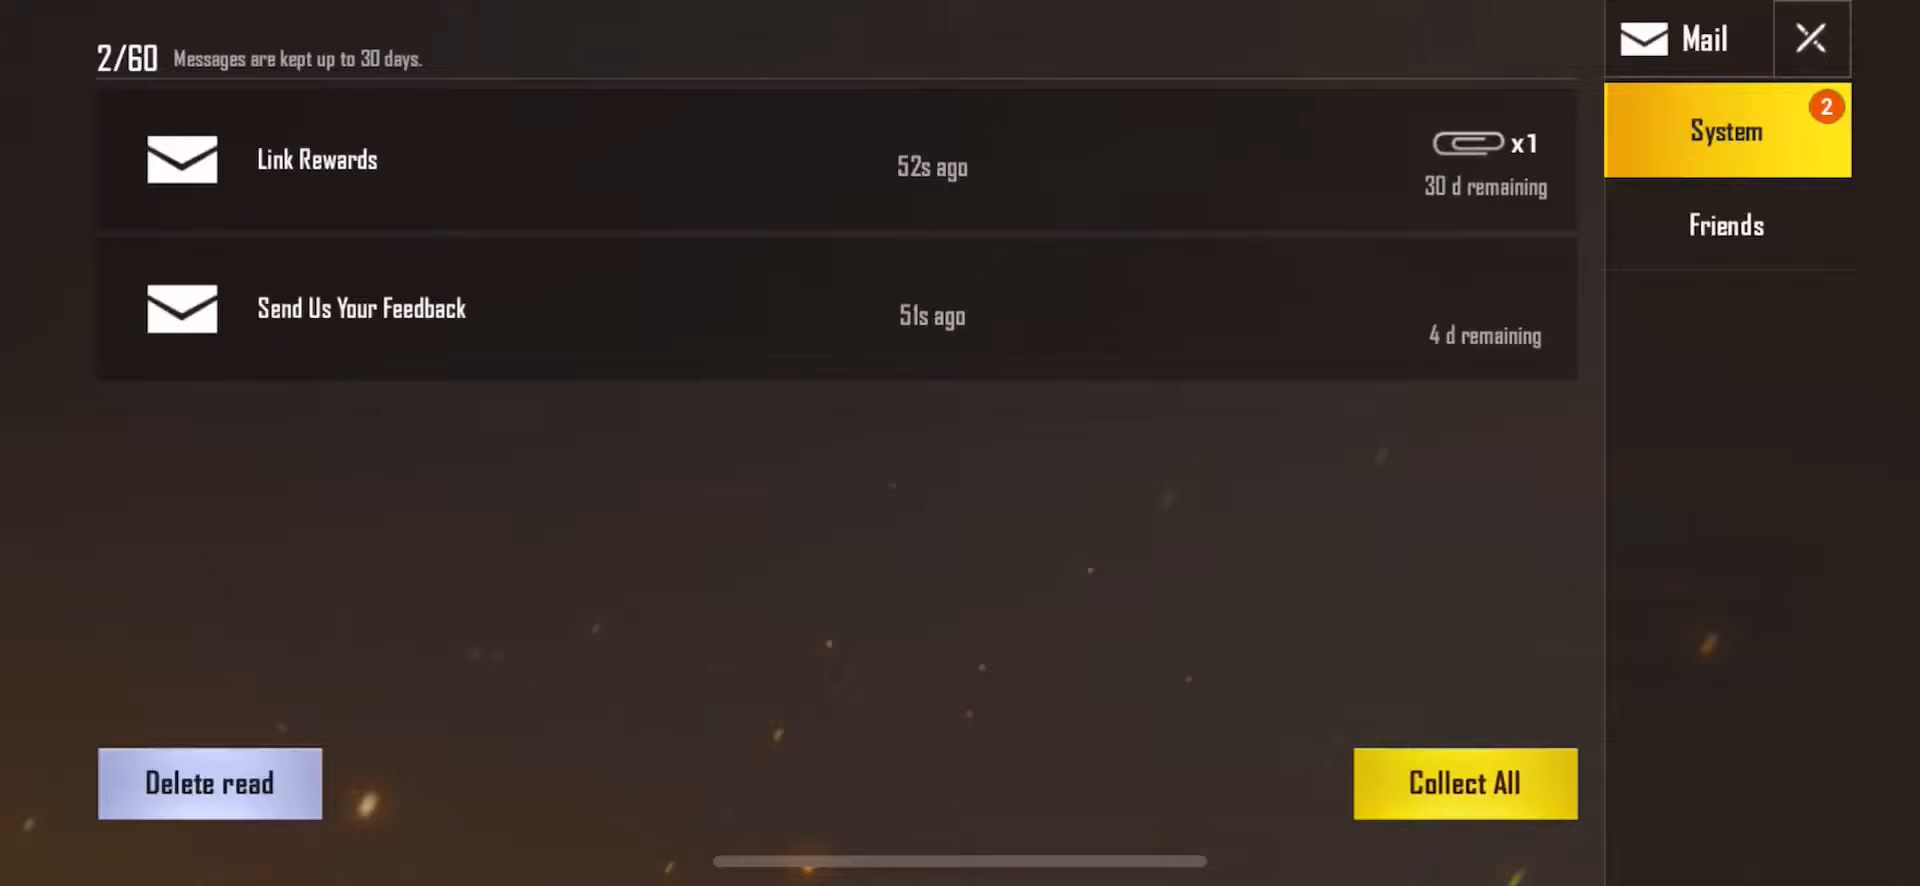 2/60 Messages are kept up to 30 days.
Mail
System
2
Friends
Link Rewards
52s ago
x1
30 d remaining
Send Us Your Feedback
51s ago
4 d remaining
Delete read
Collect All